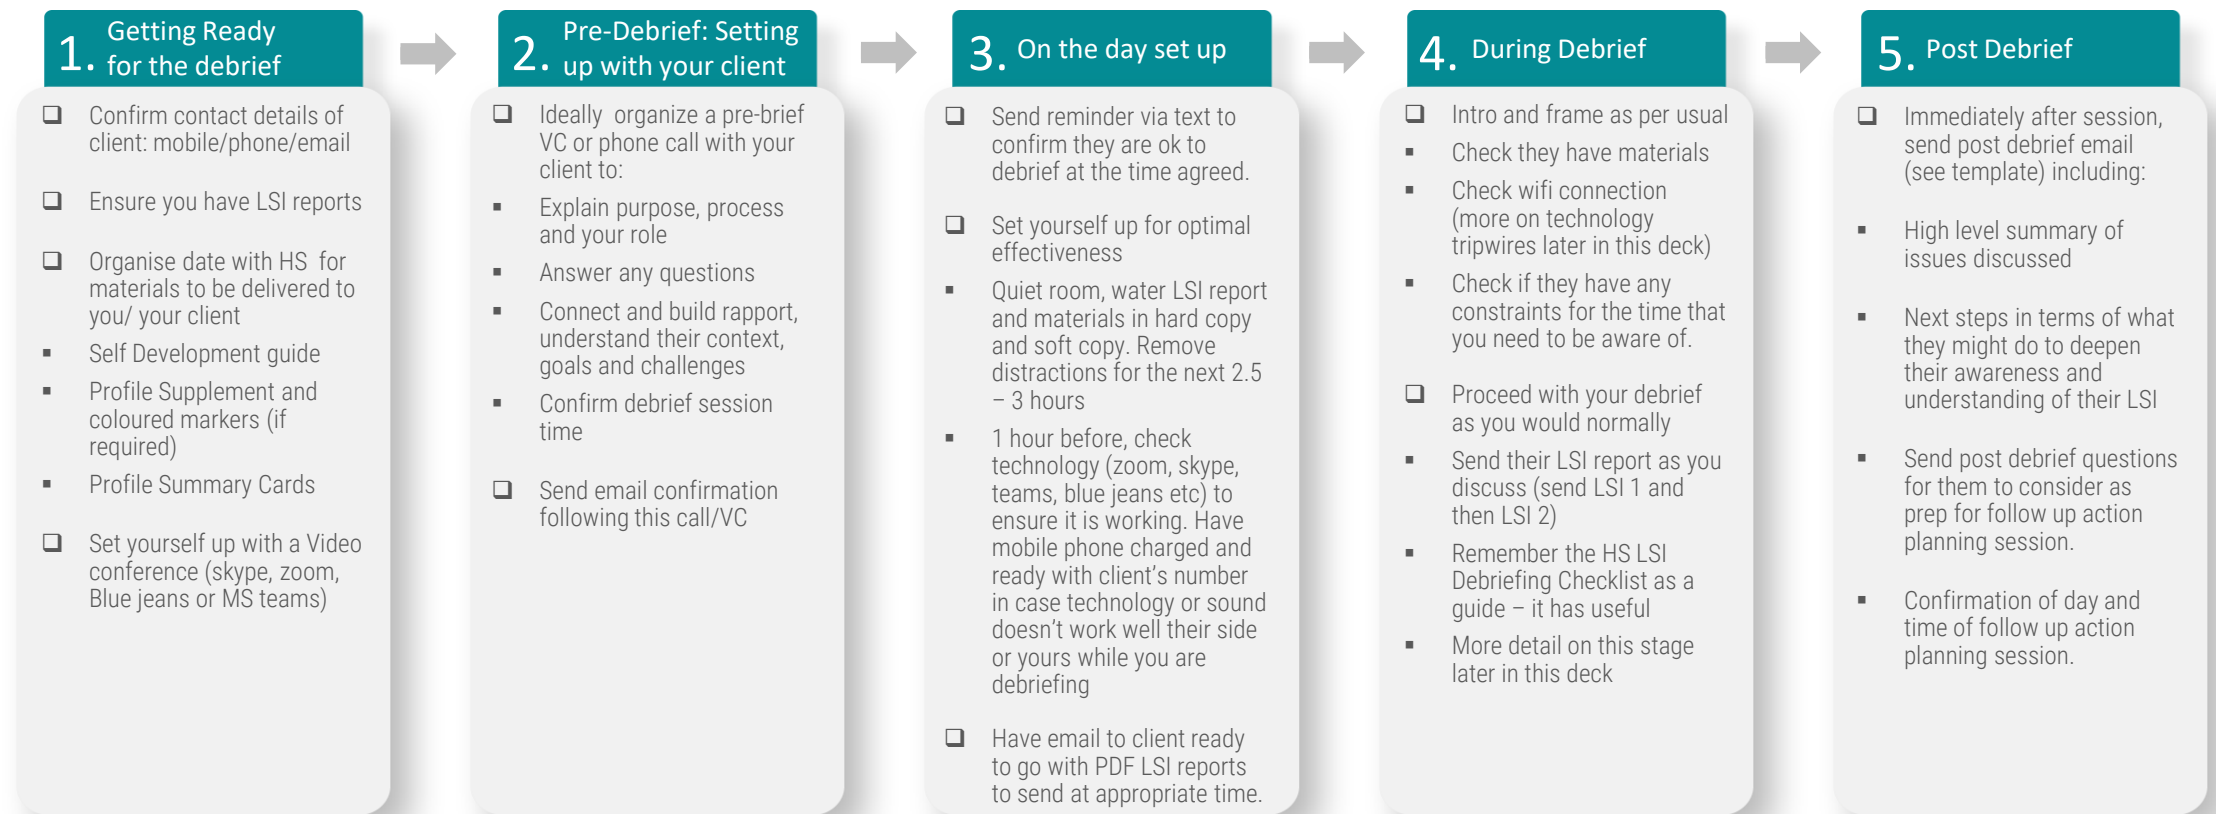 1. Getting Ready
for the debrief
❑ Confirm contact details of
client: mobile/phone/email
❑ Ensure you have LSI reports
❑ Organise date with HS for
materials to be delivered to
you/ your client
▪ Self Development guide
▪ Profile Supplement and
coloured markers (if
required)
▪ Profile Summary Cards
❑ Set yourself up with a Video
conference (skype, zoom,
Blue jeans or MS teams)
2. Pre-Debrief: Setting
up with your client
❑ Ideally organize a pre-brief
VC or phone call with your
client to:
▪ Explain purpose, process
and your role
▪ Answer any questions
▪ Connect and build rapport,
understand their context,
goals and challenges
▪ Confirm debrief session
time
❑ Send email confirmation
following this call/VC
3. On the day set up
❑ Send reminder via text to
confirm they are ok to
debrief at the time agreed.
❑ Set yourself up for optimal
effectiveness
▪ Quiet room, water LSI report
and materials in hard copy
and soft copy. Remove
distractions for the next 2.5
– 3 hours
▪ 1 hour before, check
technology (zoom, skype,
teams, blue jeans etc) to
ensure it is working. Have
mobile phone charged and
ready with client’s number
in case technology or sound
doesn’t work well their side
or yours while you are
debriefing
❑ Have email to client ready
to go with PDF LSI reports
to send at appropriate time.
4. During Debrief
❑ Intro and frame as per usual
▪ Check they have materials
▪ Check wifi connection
(more on technology
tripwires later in this deck)
▪ Check if they have any
constraints for the time that
you need to be aware of.
❑ Proceed with your debrief
as you would normally
▪ Send their LSI report as you
discuss (send LSI 1 and
then LSI 2)
▪ Remember the HS LSI
Debriefing Checklist as a
guide – it has useful
▪ More detail on this stage
later in this deck
5. Post Debrief
❑ Immediately after session,
send post debrief email
(see template) including:
▪ High level summary of
issues discussed
▪ Next steps in terms of what
they might do to deepen
their awareness and
understanding of their LSI
▪ Send post debrief questions
for them to consider as
prep for follow up action
planning session.
▪ Confirmation of day and
time of follow up action
planning session.